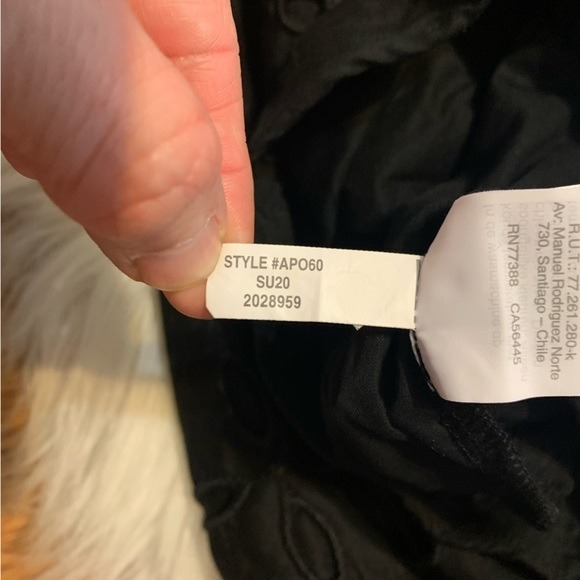 STYLE #APO60
SU20
2028959
R.U.T.: 77.261.280-k
Av: Manuel Rodriguez Norte
730, Santiago – Chile
RN77388 CA56445